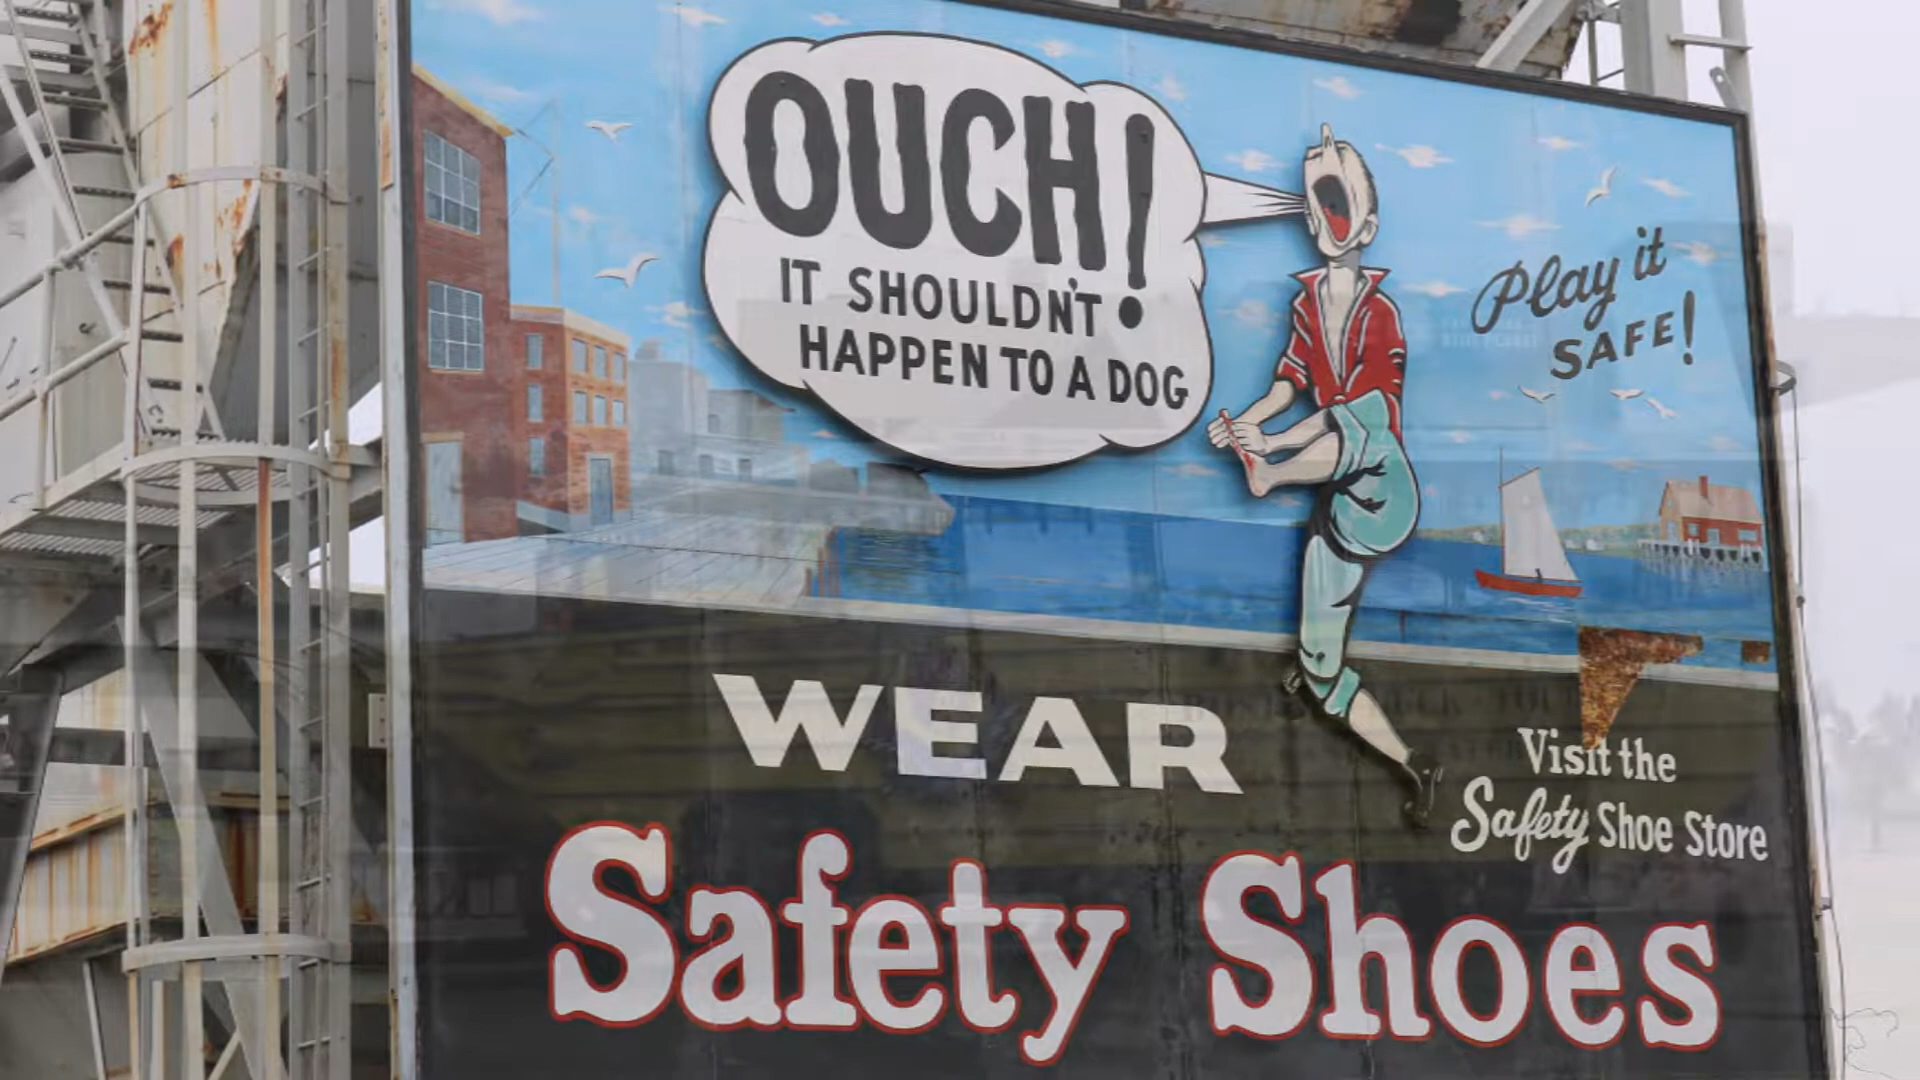 OUCH!
IT SHOULDN'T
HAPPEN TO A DOG
Play it
SAFE!
WEAR
Visit the
Safety Shoe Store
Safety Shoes